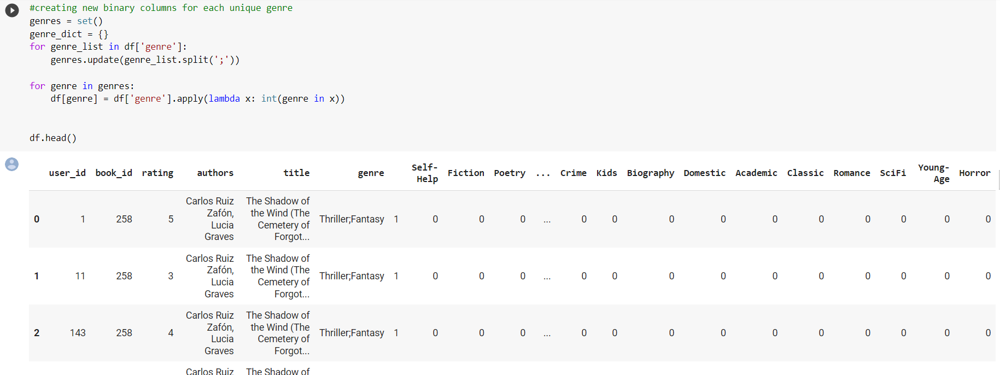 #creating new binary columns for each unique genre
genres = set()
genre_dict = {}
for genre_list in df['genre']:
    genres.update(genre_list.split(';'))
for genre in genres:
    df[genre] = df['genre'].apply(lambda x: int(genre in x))
df.head()
user_id book_id rating authors title genre Self-Help Fiction Poetry ... Crime Kids Biography Domestic Academic Classic Romance SciFi Young-Age Horror
0 1 258 5 Carlos Ruiz Zafón, Lucia Graves The Shadow of the Wind (The Cemetery of Forgot... Thriller;Fantasy 1 0 0 0 ... 0 0 0 0 0 0 0 0 0 0
1 11 258 3 Carlos Ruiz Zafón, Lucia Graves The Shadow of the Wind (The Cemetery of Forgot... Thriller;Fantasy 1 0 0 0 ... 0 0 0 0 0 0 0 0 0 0
2 143 258 4 Carlos Ruiz Zafón, Lucia Graves The Shadow of the Wind (The Cemetery of Forgot... Thriller;Fantasy 1 0 0 0 ... 0 0 0 0 0 0 0 0 0 0
Carlos Ruiz The Shadow of